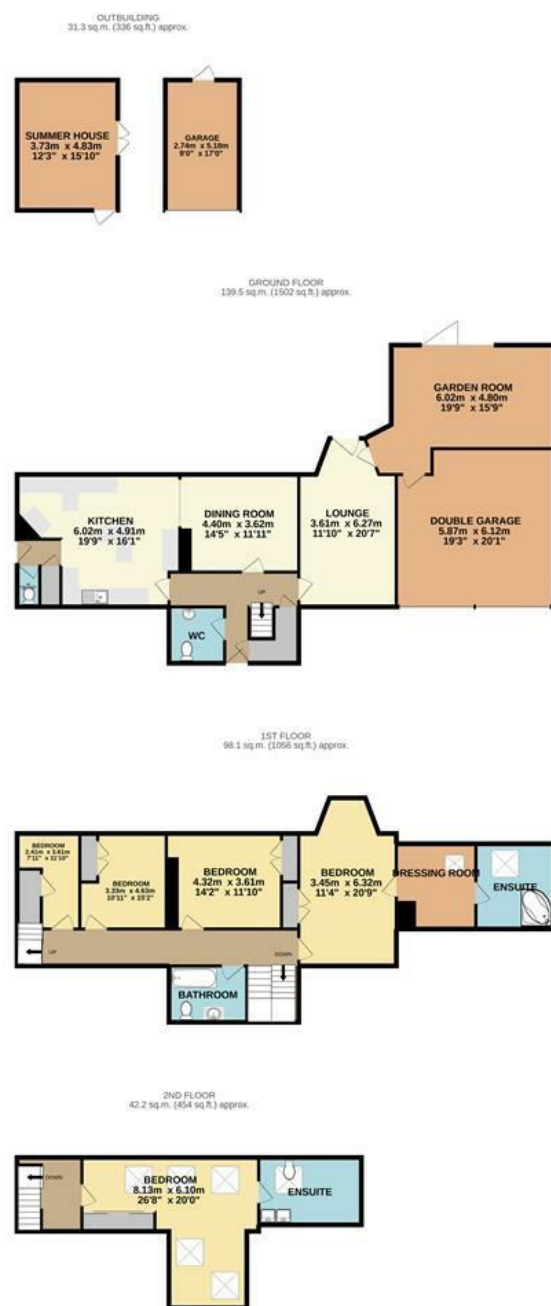 OUTBUILDING
31.3 sq.m. (336 sq.ft.) approx.
SUMMER HOUSE
3.73m x 4.83m
12'3" x 15'10"
GARAGE
2.74m x 5.18m
9'0" x 17'0"
GROUND FLOOR
139.5 sq.m. (1502 sq.ft.) approx.
GARDEN ROOM
6.02m x 4.80m
19'9" x 15'9"
KITCHEN
6.02m x 4.91m
19'9" x 16'1"
DINING ROOM
4.40m x 3.62m
14'5" x 11'11"
LOUNGE
3.61m x 6.27m
11'10" x 20'7"
DOUBLE GARAGE
5.87m x 6.12m
19'3" x 20'1"
UP
WC
1ST FLOOR
98.1 sq.m. (1056 sq.ft.) approx.
BEDROOM
2.41m x 3.61m
7'11" x 11'10"
BEDROOM
3.33m x 4.63m
10'11" x 15'2"
BEDROOM
4.32m x 3.61m
14'2" x 11'10"
BEDROOM
3.45m x 6.32m
11'4" x 20'9"
DRESSING ROOM
ENSUITE
UP
DOWN
BATHROOM
2ND FLOOR
42.2 sq.m. (454 sq.ft.) approx.
DOWN
BEDROOM
8.13m x 6.10m
26'8" x 20'0"
ENSUITE